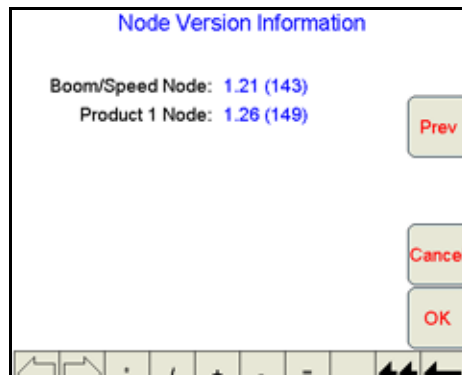 Node Version Information
Boom/Speed Node: 1.21 (143)
Product 1 Node: 1.26 (149)
Prev
Cance
OK